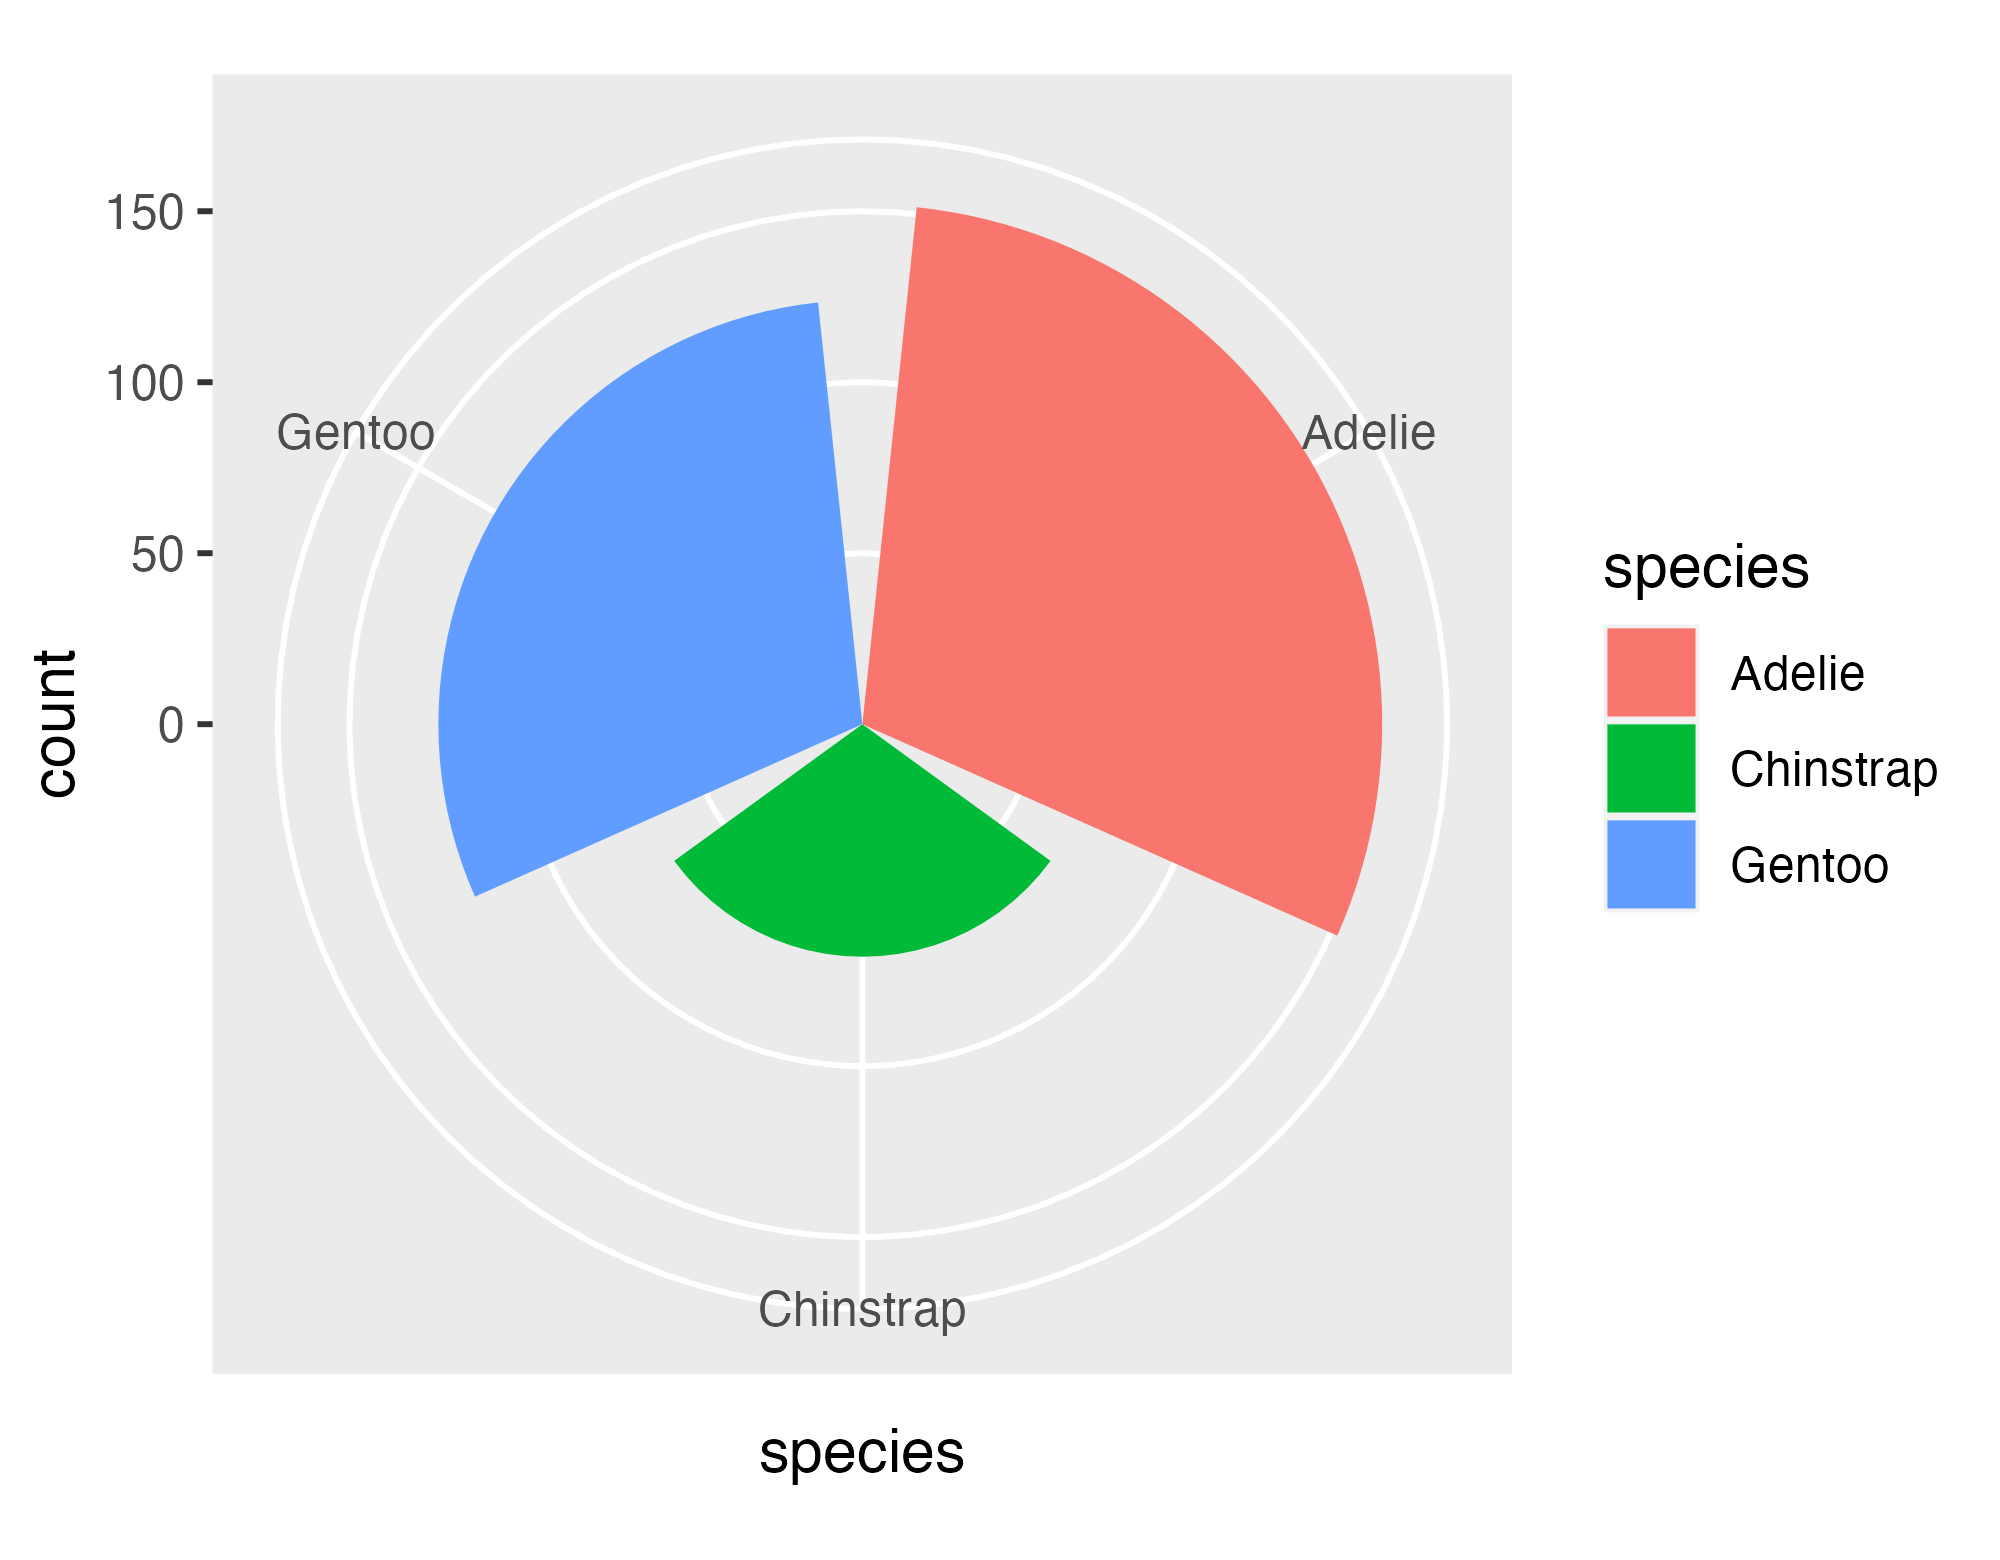 150
100
50
0
count
Gentoo
Adelie
Chinstrap
species
species
Adelie
Chinstrap
Gentoo